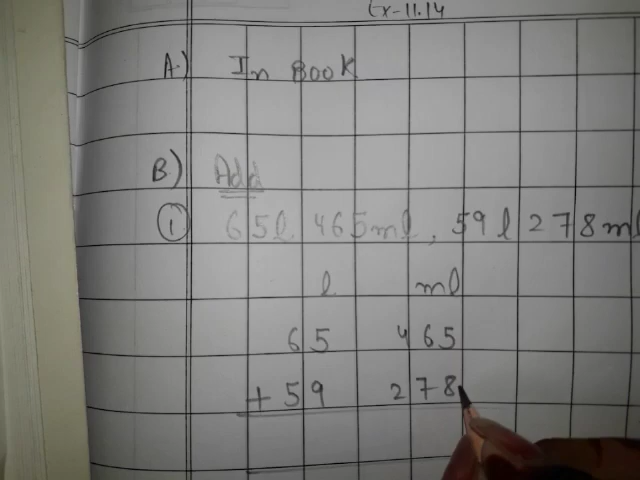 Ex-11.14
A) In Book
B) Add
1 65l 465ml, 59l 278ml
l ml
65 465
+ 59 278